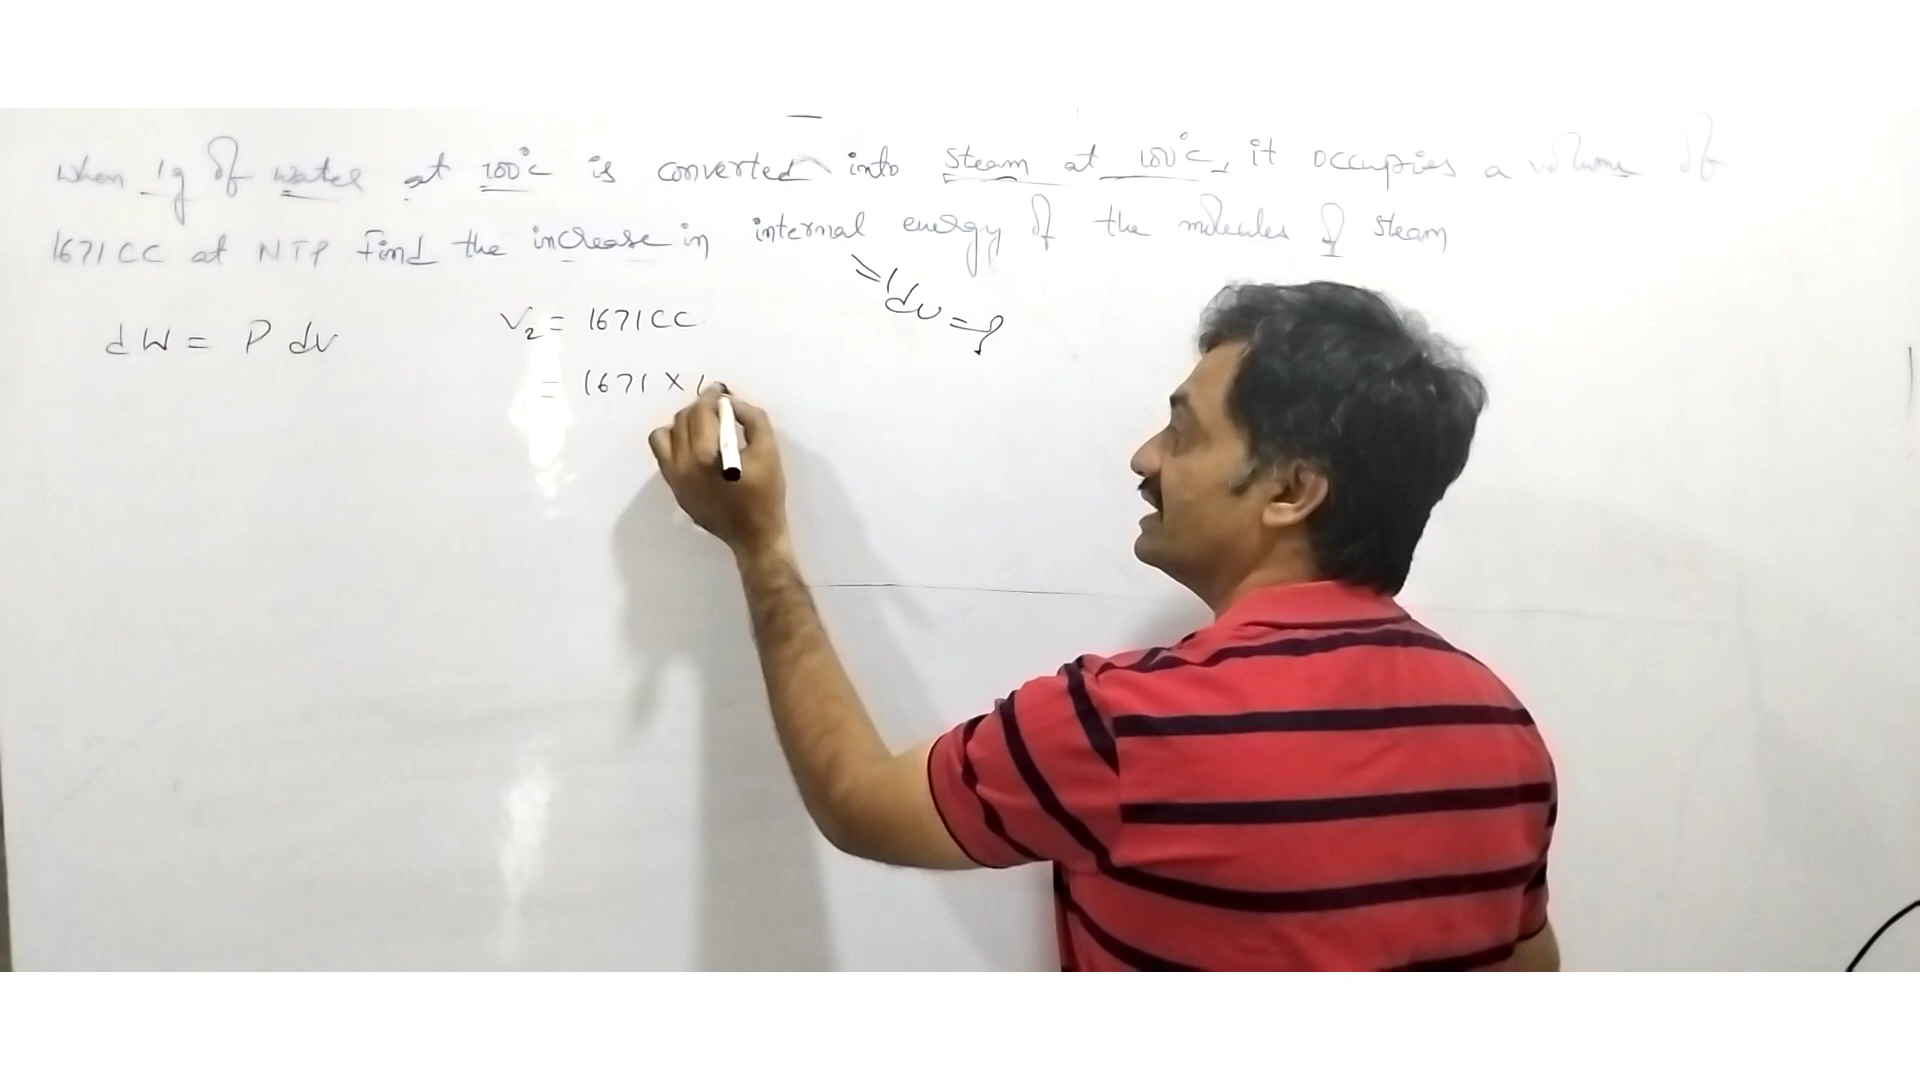 When 1g of water at 100°C is converted into steam at 100°C, it occupies a volume of
1671CC at NTP find the increase in internal energy of the molecules of steam
=) dU = ?
dW = P dv
V₂ = 1671CC
= 1671 × 1